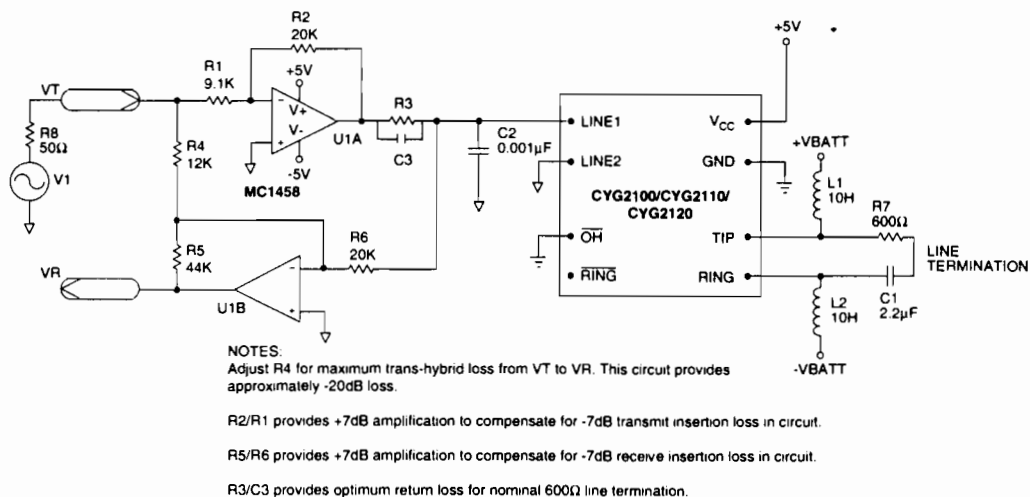 R2
20K
R1
9.1K
+5V
VT
R8
50Ω
V1
R4
12K
V+
V-
-5V
U1A
MC1458
R3
C3
C2
0.001µF
R5
44K
VR
U1B
R6
20K
LINE1
LINE2
OH
RING
CYG2100/CYG2110/
CYG2120
VCC
GND
TIP
RING
+5V
+VBATT
L1
10H
R7
600Ω
LINE
TERMINATION
C1
2.2µF
L2
10H
-VBATT
NOTES:
Adjust R4 for maximum trans-hybrid loss from VT to VR. This circuit provides
approximately -20dB loss.
R2/R1 provides +7dB amplification to compensate for -7dB transmit insertion loss in circuit.
R5/R6 provides +7dB amplification to compensate for -7dB receive insertion loss in circuit.
R3/C3 provides optimum return loss for nominal 600Ω line termination.